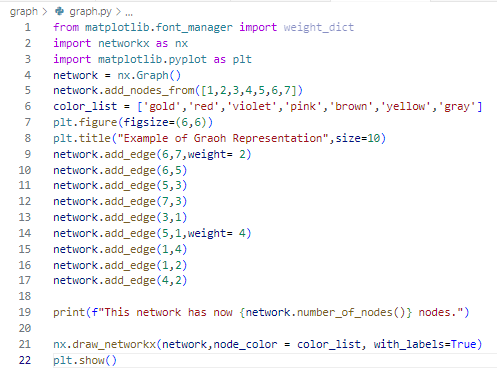 graph > graph.py > ...
1 from matplotlib.font_manager import weight_dict
2 import networkx as nx
3 import matplotlib.pyplot as plt
4 network = nx.Graph()
5 network.add_nodes_from([1,2,3,4,5,6,7])
6 color_list = ['gold','red','violet','pink','brown','yellow','gray']
7 plt.figure(figsize=(6,6))
8 plt.title("Example of Graoh Representation",size=10)
9 network.add_edge(6,7,weight= 2)
10 network.add_edge(6,5)
11 network.add_edge(5,3)
12 network.add_edge(7,3)
13 network.add_edge(3,1)
14 network.add_edge(5,1,weight= 4)
15 network.add_edge(1,4)
16 network.add_edge(1,2)
17 network.add_edge(4,2)
18
19 print(f"This network has now {network.number_of_nodes()} nodes.")
20
21 nx.draw_networkx(network,node_color = color_list, with_labels=True)
22 plt.show()